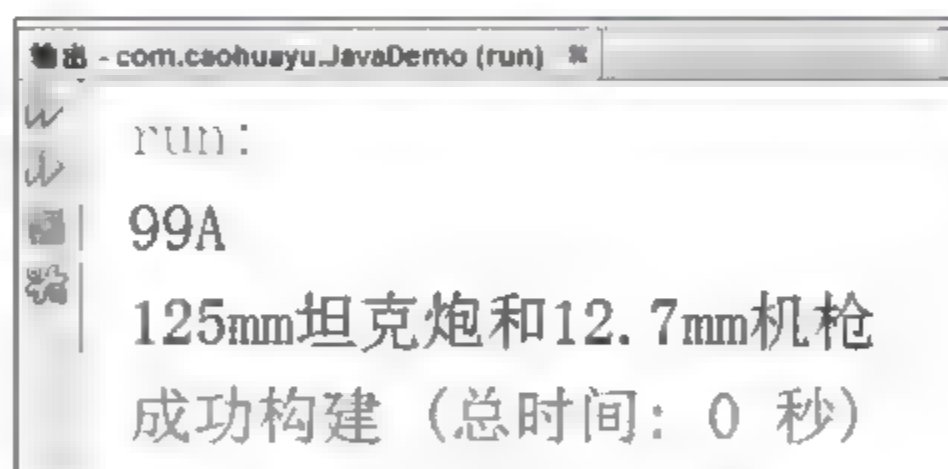 输出 - com.caohuayu.JavaDemo (run)
run:
99A
125mm坦克炮和12.7mm机枪
成功构建 (总时间: 0 秒)